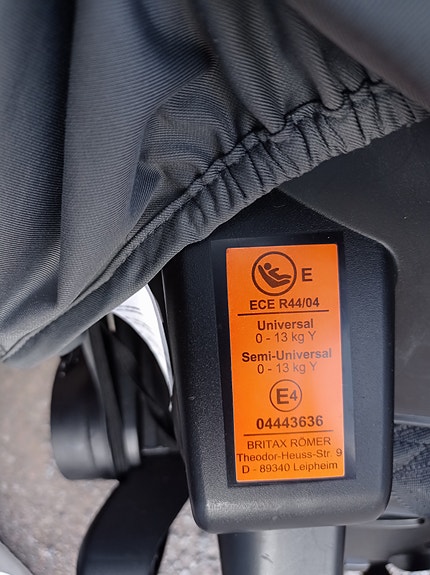 E
ECE R44/04
Universal
0 - 13 kg Y
Semi-Universal
0 - 13 kg Y
E4
04443636
BRITAX RÖMER
Theodor-Heuss-Str. 9
D - 89340 Leipheim